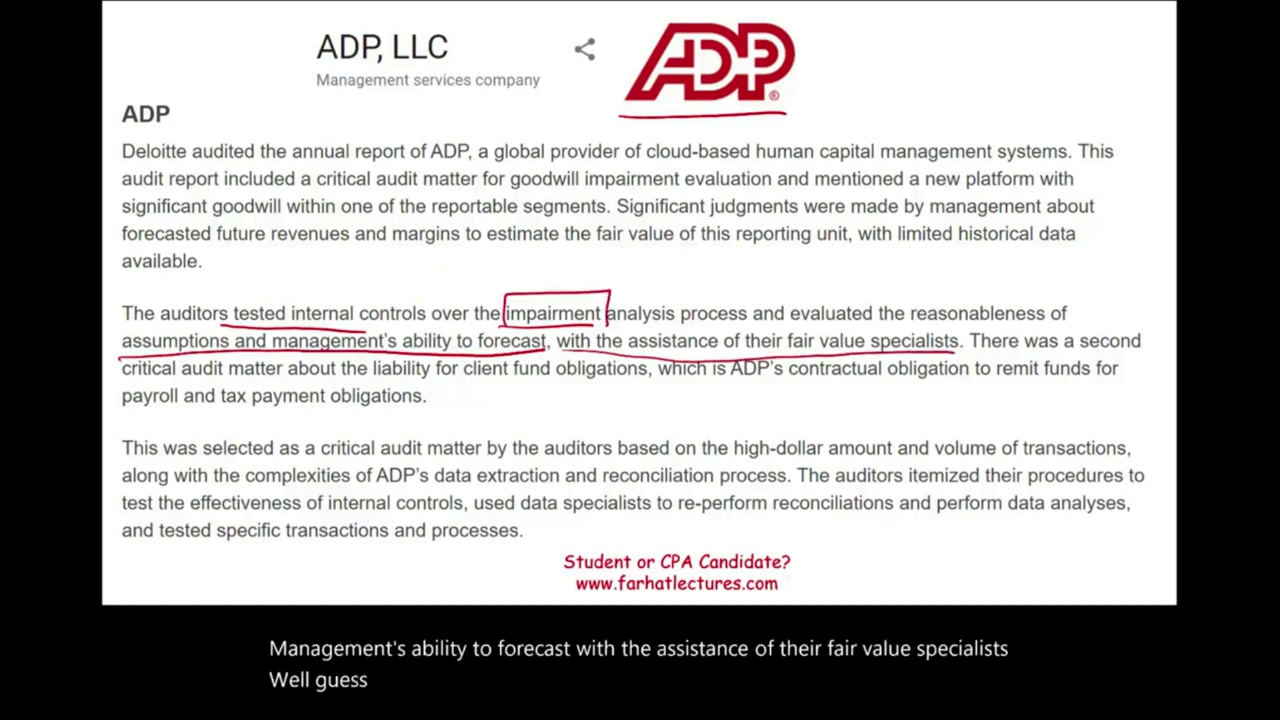 ADP, LLC
Management services company
ADP®
ADP
Deloitte audited the annual report of ADP, a global provider of cloud-based human capital management systems. This
audit report included a critical audit matter for goodwill impairment evaluation and mentioned a new platform with
significant goodwill within one of the reportable segments. Significant judgments were made by management about
forecasted future revenues and margins to estimate the fair value of this reporting unit, with limited historical data
available.
The auditors tested internal controls over the impairment analysis process and evaluated the reasonableness of
assumptions and management's ability to forecast, with the assistance of their fair value specialists. There was a second
critical audit matter about the liability for client fund obligations, which is ADP's contractual obligation to remit funds for
payroll and tax payment obligations.
This was selected as a critical audit matter by the auditors based on the high-dollar amount and volume of transactions,
along with the complexities of ADP's data extraction and reconciliation process. The auditors itemized their procedures to
test the effectiveness of internal controls, used data specialists to re-perform reconciliations and perform data analyses,
and tested specific transactions and processes.
Student or CPA Candidate?
www.farhatlectures.com
Management's ability to forecast with the assistance of their fair value specialists
Well guess